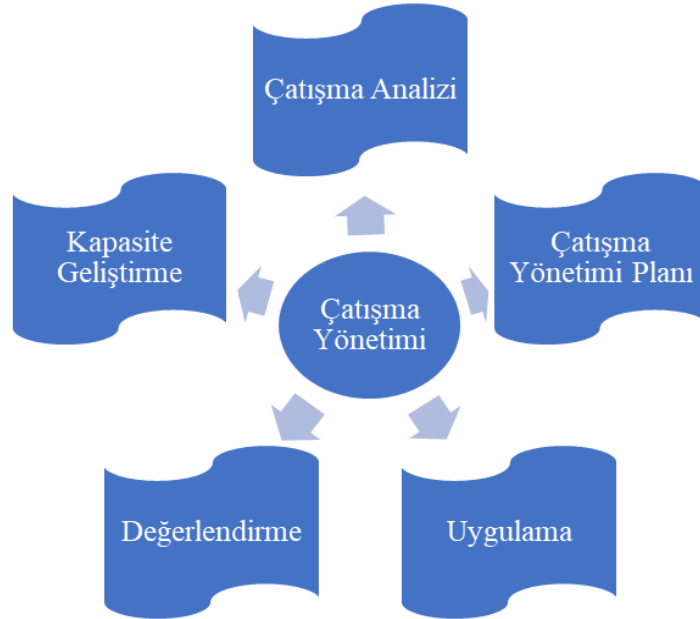 Çatışma Analizi
Kapasite
Geliştirme
Çatışma
Yönetimi Planı
Çatışma
Yönetimi
Değerlendirme
Uygulama